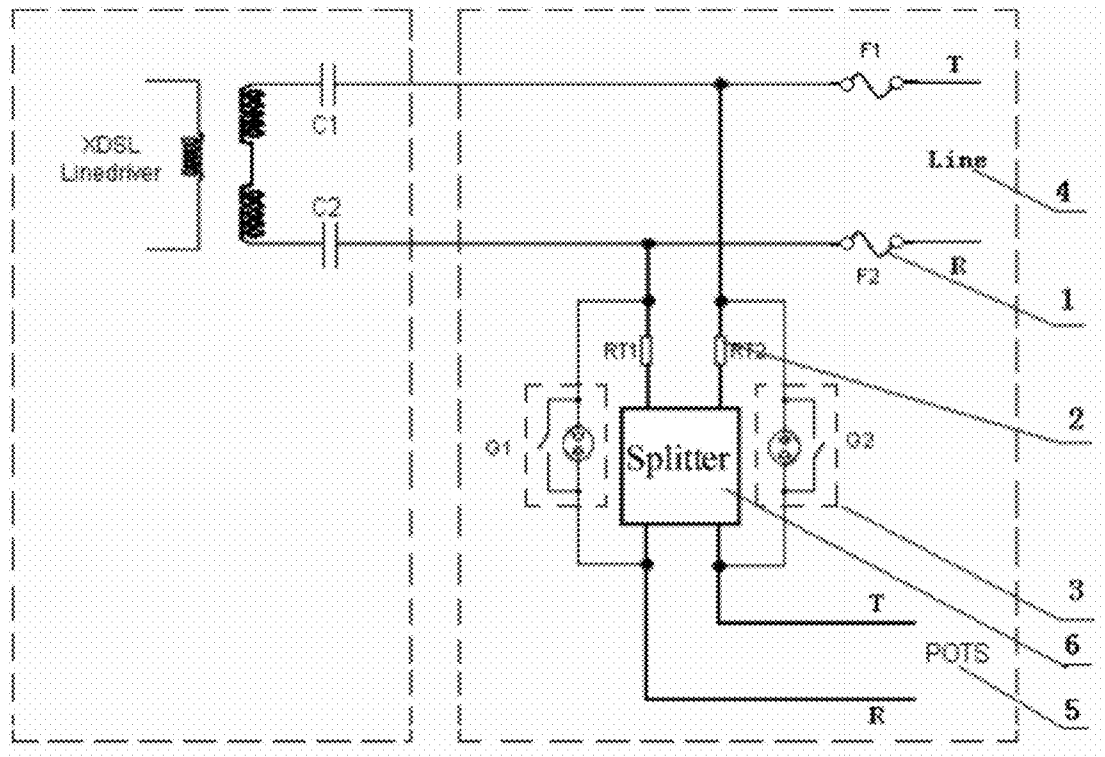 F1
T
C1
XDSL
Linedriver
Line
4
C2
F2
R
1
RT1
RT2
2
G1
Splitter
G2
3
T
6
POTS
5
R